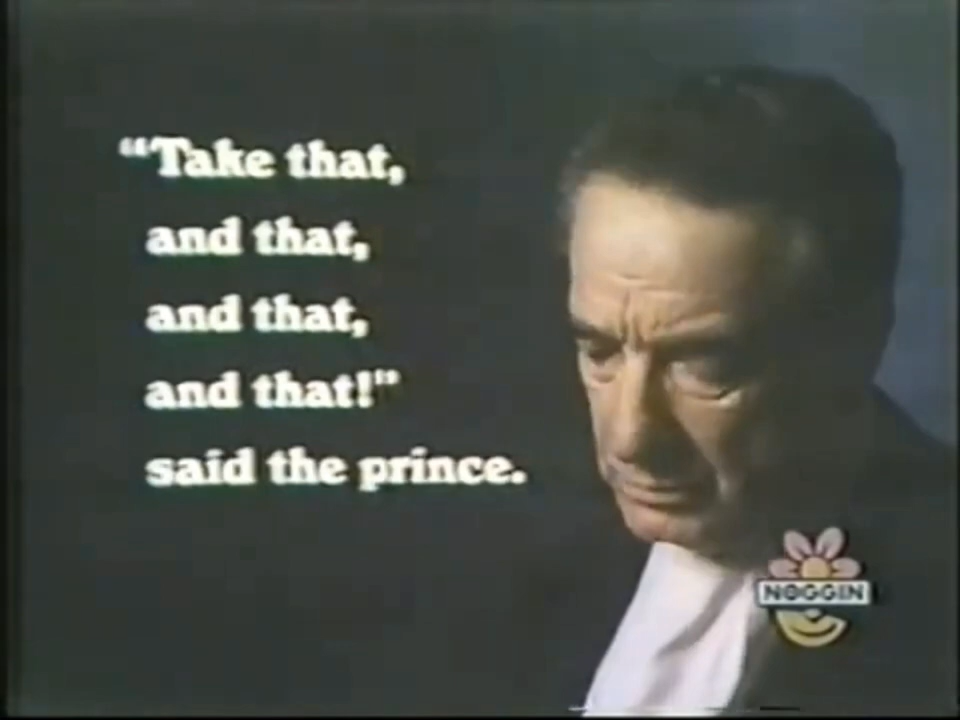 “Take that,
and that,
and that,
and that!”
said the prince.
NOGGIN